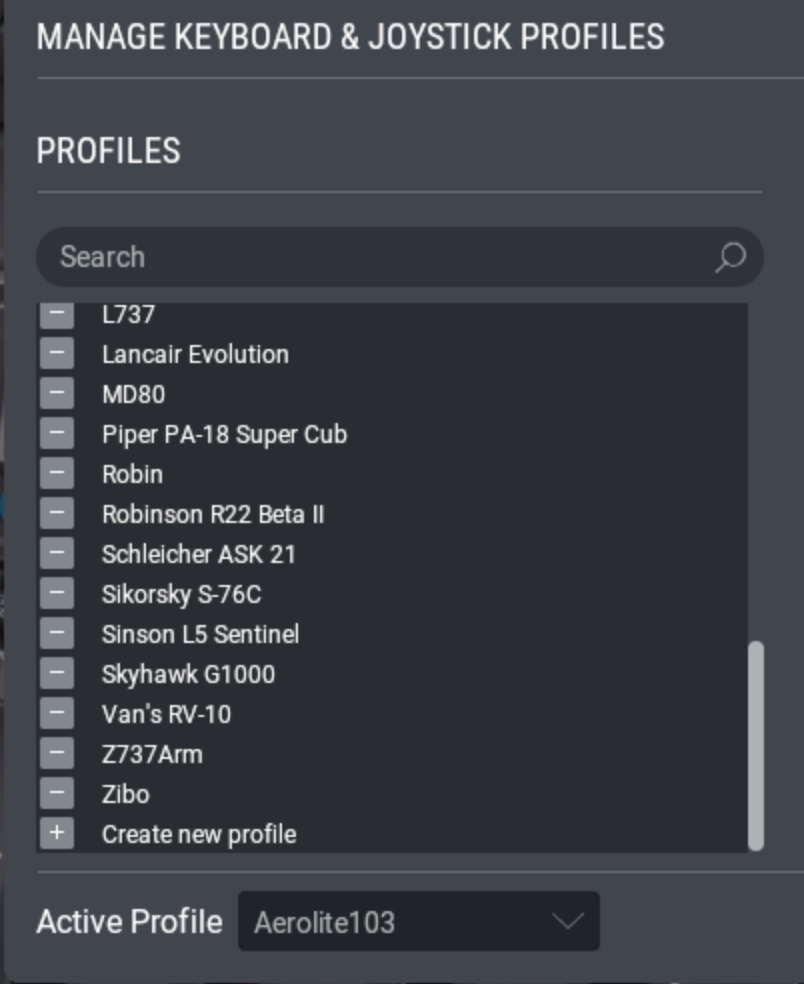 MANAGE KEYBOARD & JOYSTICK PROFILES
PROFILES
Search
L737
Lancair Evolution
MD80
Piper PA-18 Super Cub
Robin
Robinson R22 Beta II
Schleicher ASK 21
Sikorsky S-76C
Sinson L5 Sentinel
Skyhawk G1000
Van's RV-10
Z737Arm
Zibo
Create new profile
Active Profile Aerolite103